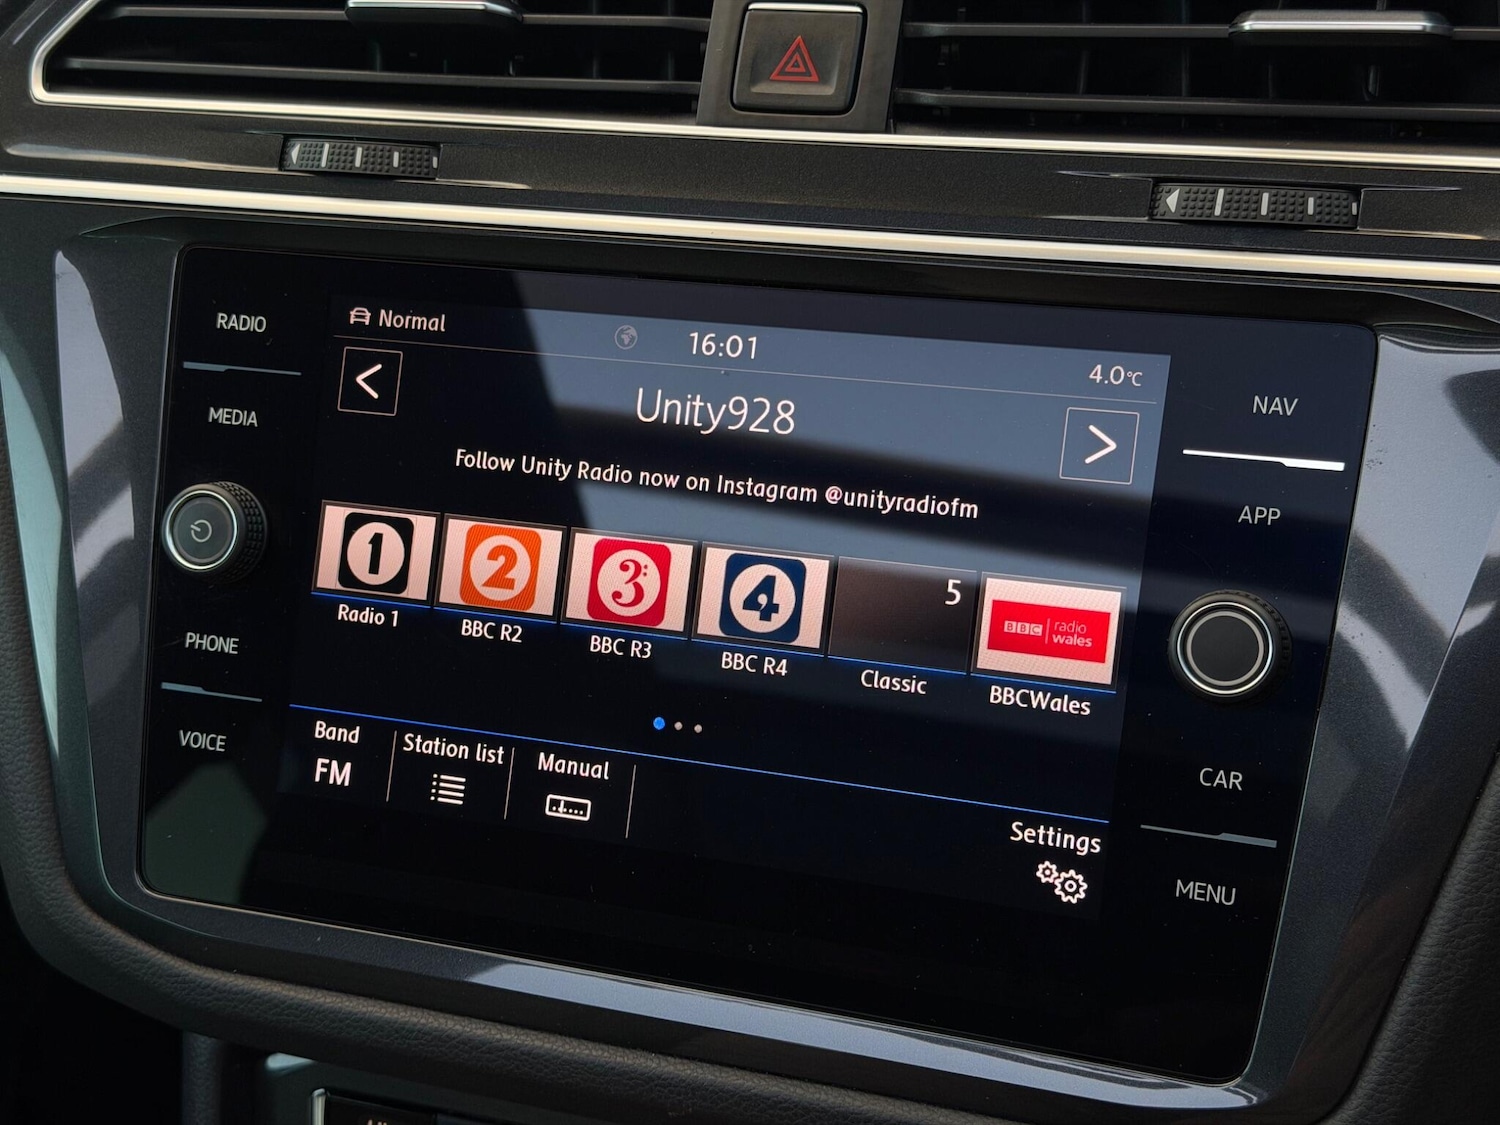 RADIO
MEDIA
PHONE
VOICE
Normal
16:01
4.0°C
<
Unity928
>
Follow Unity Radio now on Instagram @unityradiofm
1
2
3
4
5
BBC radio
wales
Radio 1
BBC R2
BBC R3
BBC R4
Classic
BBCWales
Band
FM
Station list
Manual
Settings
NAV
APP
CAR
MENU